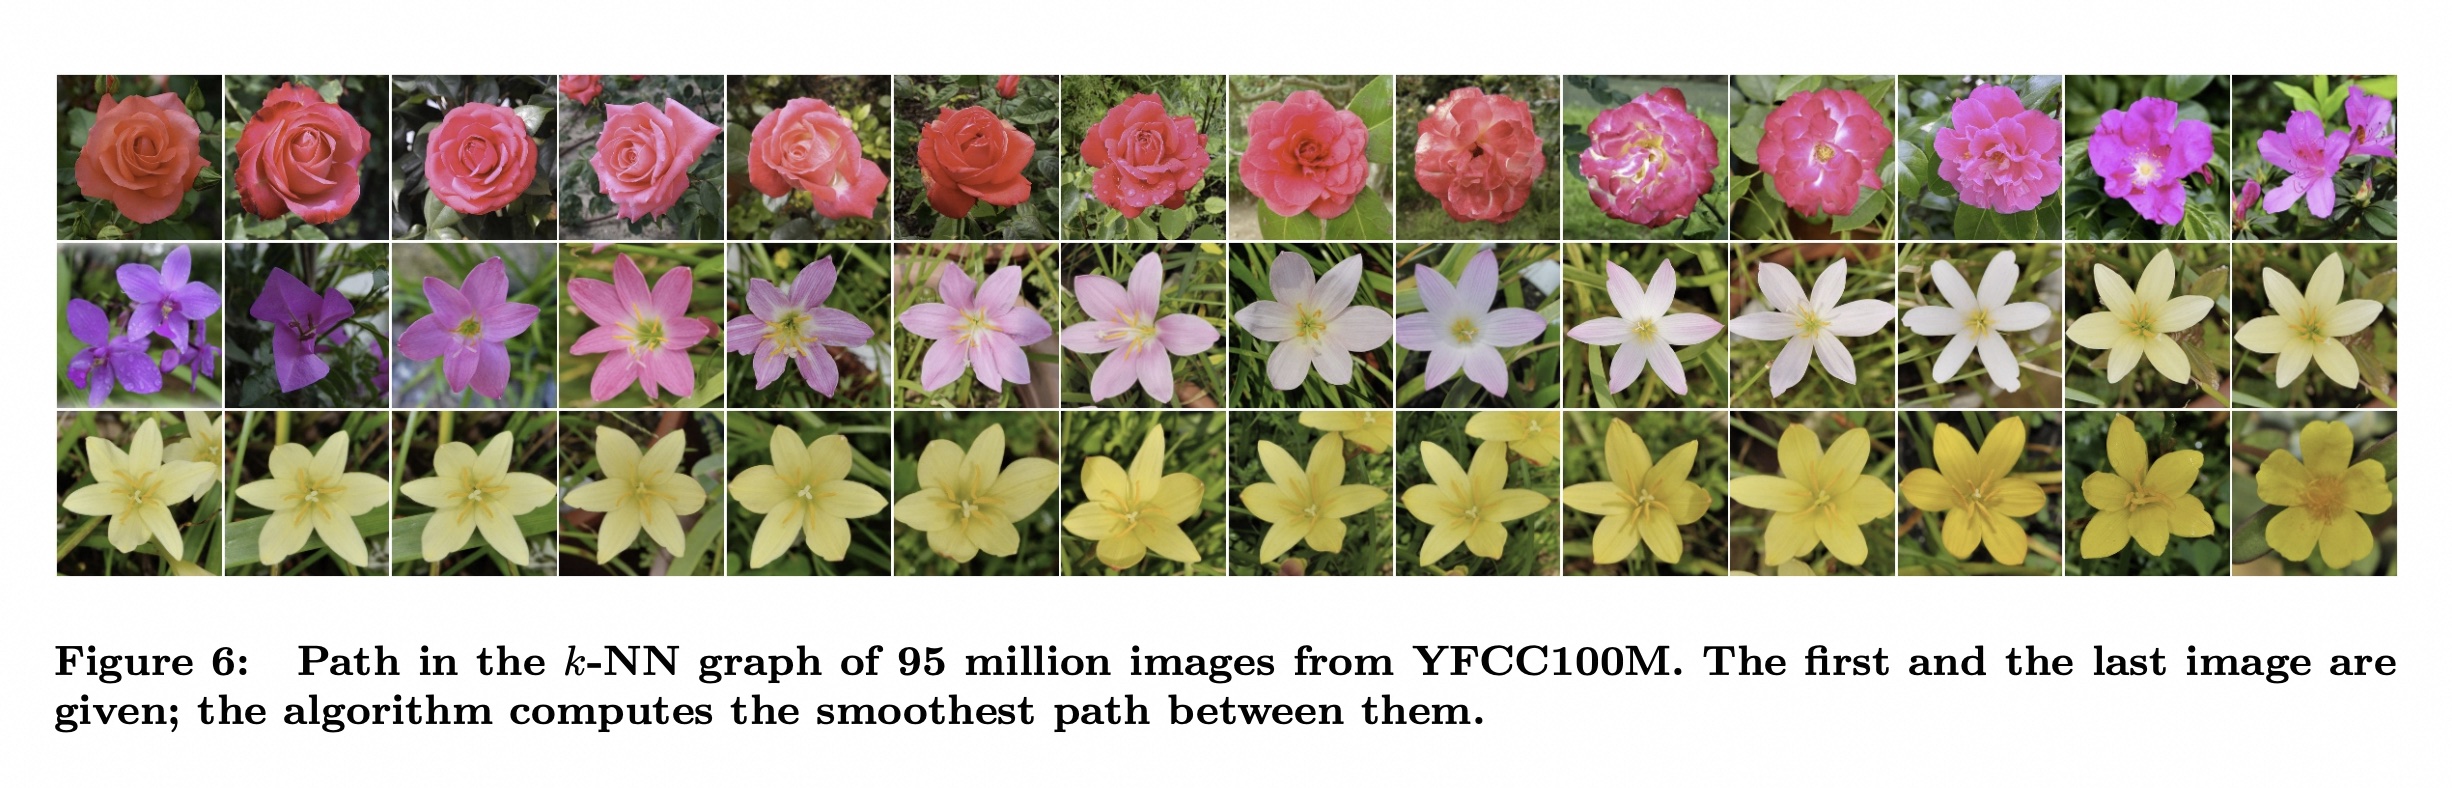 Figure 6: Path in the k-NN graph of 95 million images from YFCC100M. The first and the last image are
given; the algorithm computes the smoothest path between them.